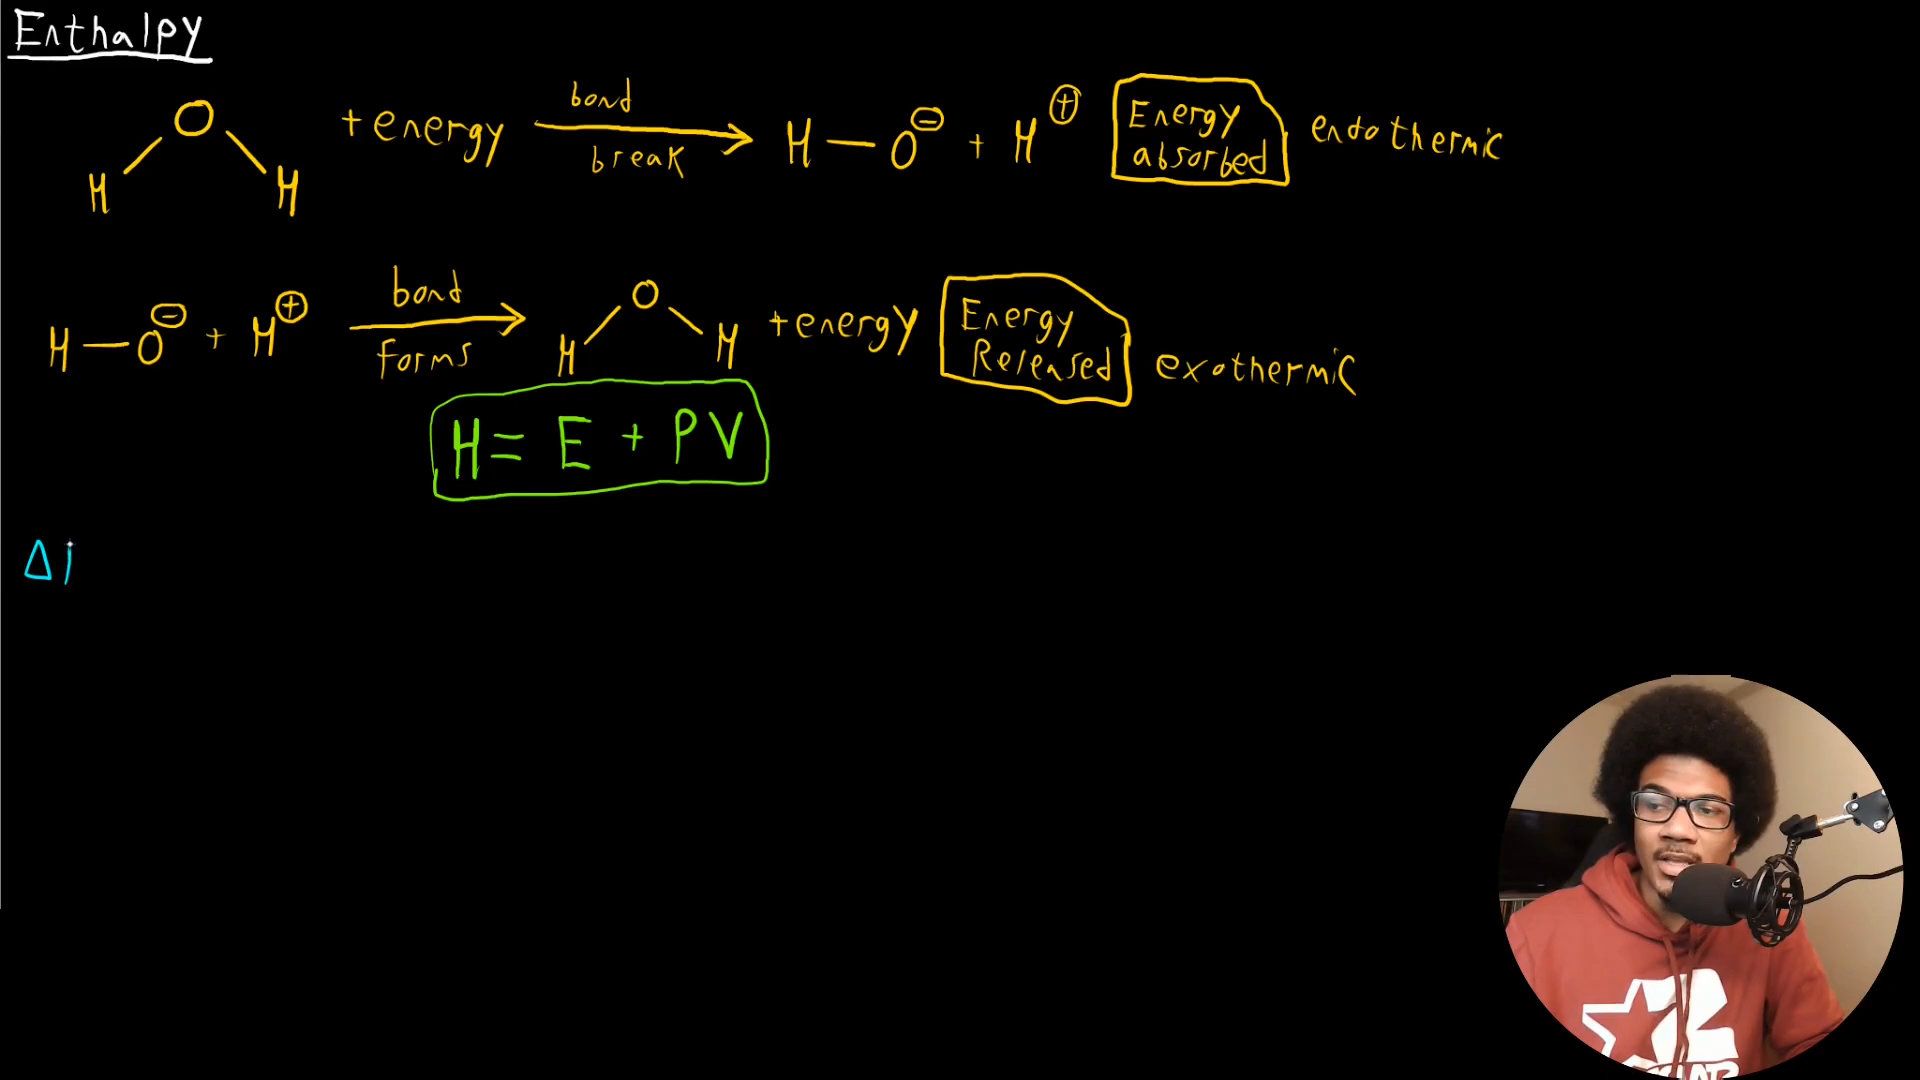 Enthalpy
O
H H
+ energy
bond
break
H — O⊖ + H⊕
Energy
absorbed
endothermic
H — O⊖ + H⊕
bond
forms
O
H H
+ energy
Energy
Released
exothermic
H = E + PV
Δ